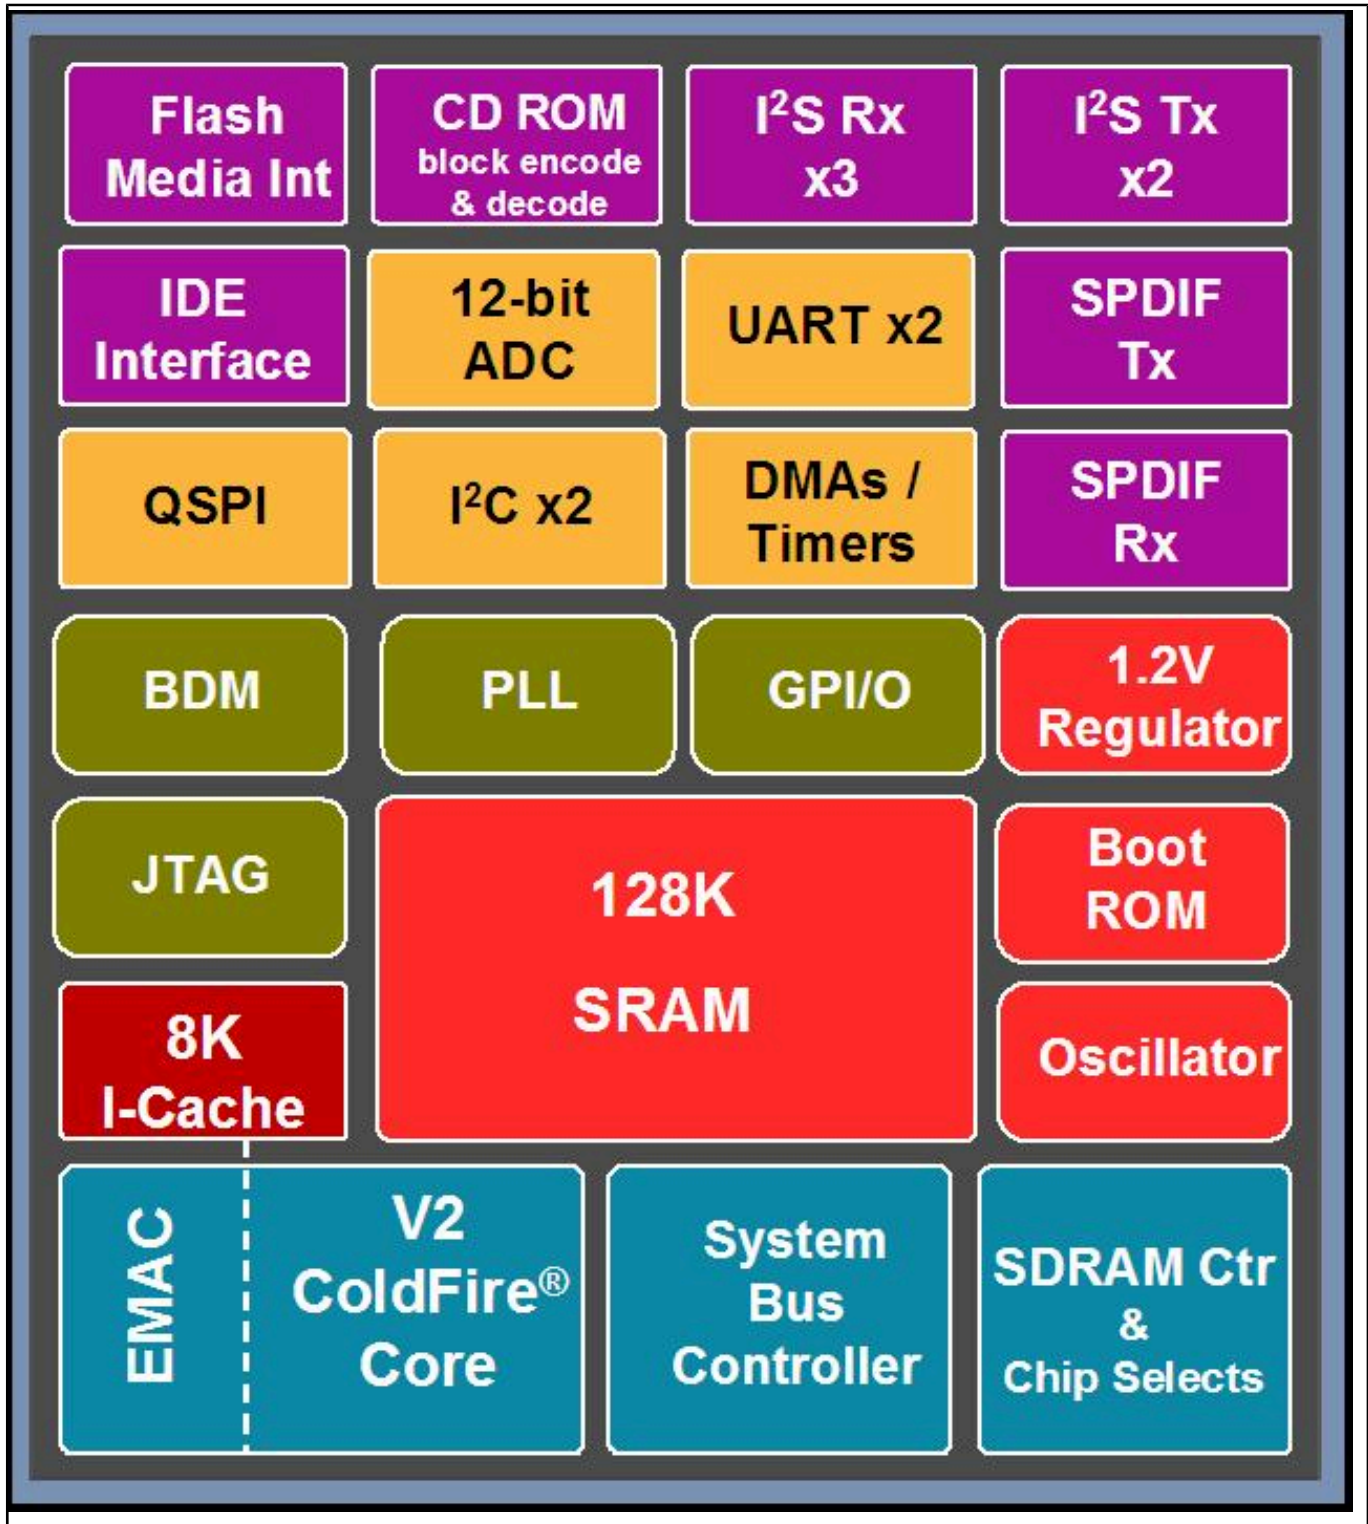 Flash
Media Int
CD ROM
block encode
& decode
I²S Rx
x3
I²S Tx
x2
IDE
Interface
12-bit
ADC
UART x2
SPDIF
Tx
QSPI
I²C x2
DMAs /
Timers
SPDIF
Rx
BDM
PLL
GPI/O
1.2V
Regulator
JTAG
128K
SRAM
Boot
ROM
8K
I-Cache
Oscillator
EMAC
V2
ColdFire®
Core
System
Bus
Controller
SDRAM Ctr
&
Chip Selects